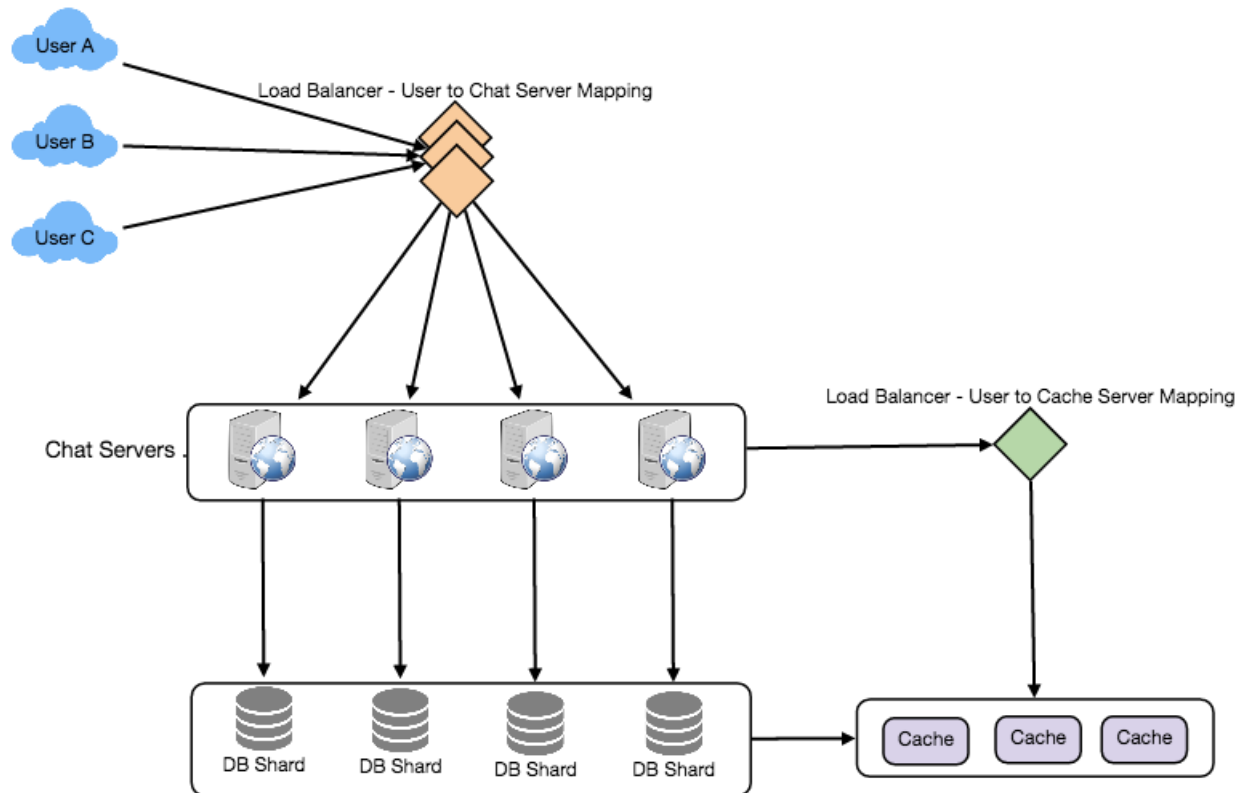 User A
Load Balancer - User to Chat Server Mapping
User B
User C
Load Balancer - User to Cache Server Mapping
Chat Servers
DB Shard
DB Shard
DB Shard
DB Shard
Cache
Cache
Cache